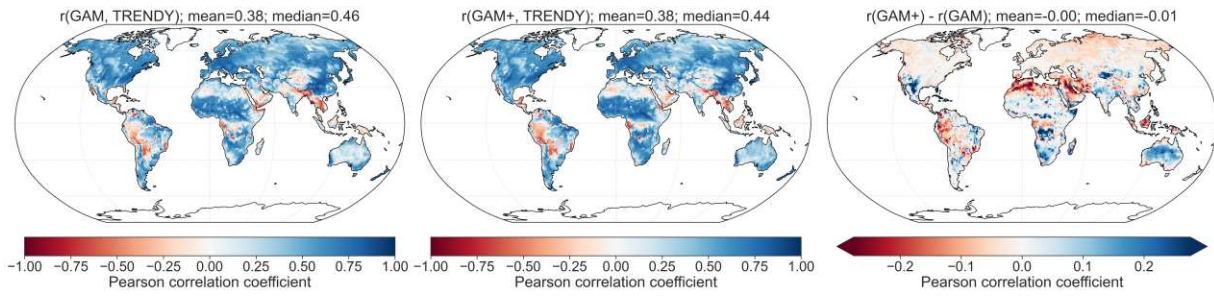 r(GAM, TRENDY); mean=0.38; median=0.46
r(GAM+, TRENDY); mean=0.38; median=0.44
r(GAM+) - r(GAM); mean=-0.00; median=-0.01
−1.00 −0.75 −0.50 −0.25 0.00 0.25 0.50 0.75 1.00
Pearson correlation coefficient
−1.00 −0.75 −0.50 −0.25 0.00 0.25 0.50 0.75 1.00
Pearson correlation coefficient
−0.2 −0.1 0.0 0.1 0.2
Pearson correlation coefficient